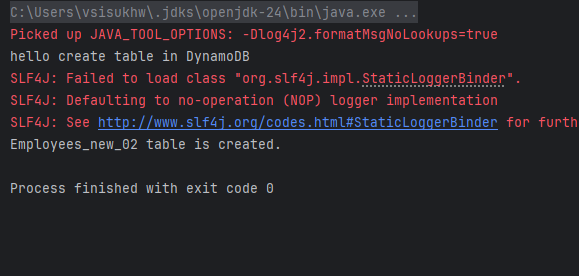 C:\Users\vsisukhw\.jdks\openjdk-24\bin\java.exe ...
Picked up JAVA_TOOL_OPTIONS: -Dlog4j2.formatMsgNoLookups=true
hello create table in DynamoDB
SLF4J: Failed to load class "org.slf4j.impl.StaticLoggerBinder".
SLF4J: Defaulting to no-operation (NOP) logger implementation
SLF4J: See http://www.slf4j.org/codes.html#StaticLoggerBinder for furth
Employees_new_02 table is created.
Process finished with exit code 0